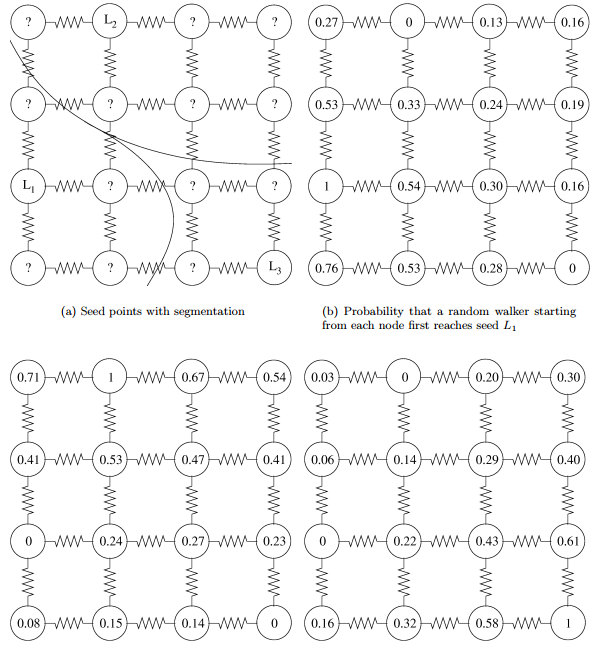 ? L2 ? ?
? ? ? ?
L1 ? ? ?
? ? ? L3
(a) Seed points with segmentation
0.27 0 0.13 0.16
0.53 0.33 0.24 0.19
1 0.54 0.30 0.16
0.76 0.53 0.28 0
(b) Probability that a random walker starting
from each node first reaches seed L1
0.71 1 0.67 0.54
0.41 0.53 0.47 0.41
0 0.24 0.27 0.23
0.08 0.15 0.14 0
0.03 0 0.20 0.30
0.06 0.14 0.29 0.40
0 0.22 0.43 0.61
0.16 0.32 0.58 1